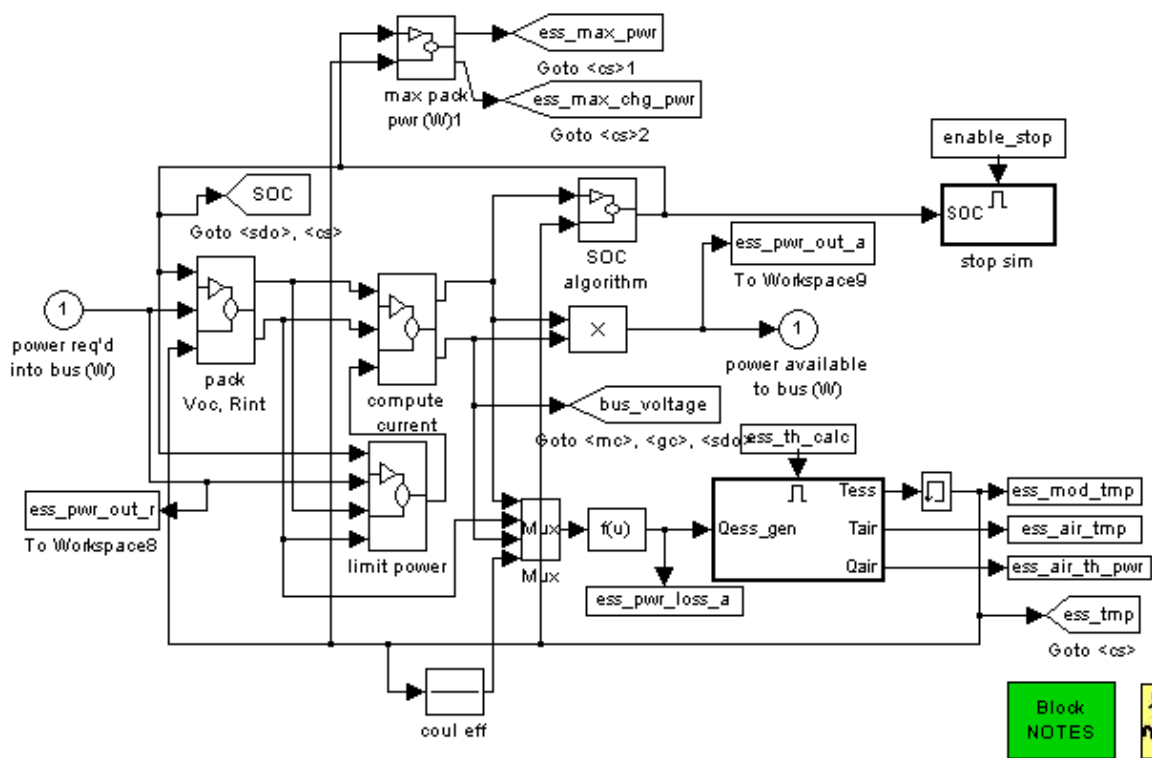 ess_max_pwr
Goto <cs>1
max pack
pwr (W)1
ess_max_chg_pwr
Goto <cs>2
enable_stop
SOC
Goto <sdo>, <cs>
SOC
algorithm
SOC
stop sim
ess_pwr_out_a
To Workspace9
1
power req'd
into bus (W)
pack
Voc, Rint
compute
current
×
1
power available
to bus (W)
bus_voltage
Goto <mc>, <gc>, <sdo>
ess_th_calc
ess_pwr_out_r
To Workspace8
limit power
Mux
Mux
f(u)
Qess_gen
Tess
Tair
Qair
ess_mod_tmp
ess_air_tmp
ess_air_th_pwr
ess_pwr_loss_a
ess_tmp
Goto <cs>
coul eff
Block
NOTES